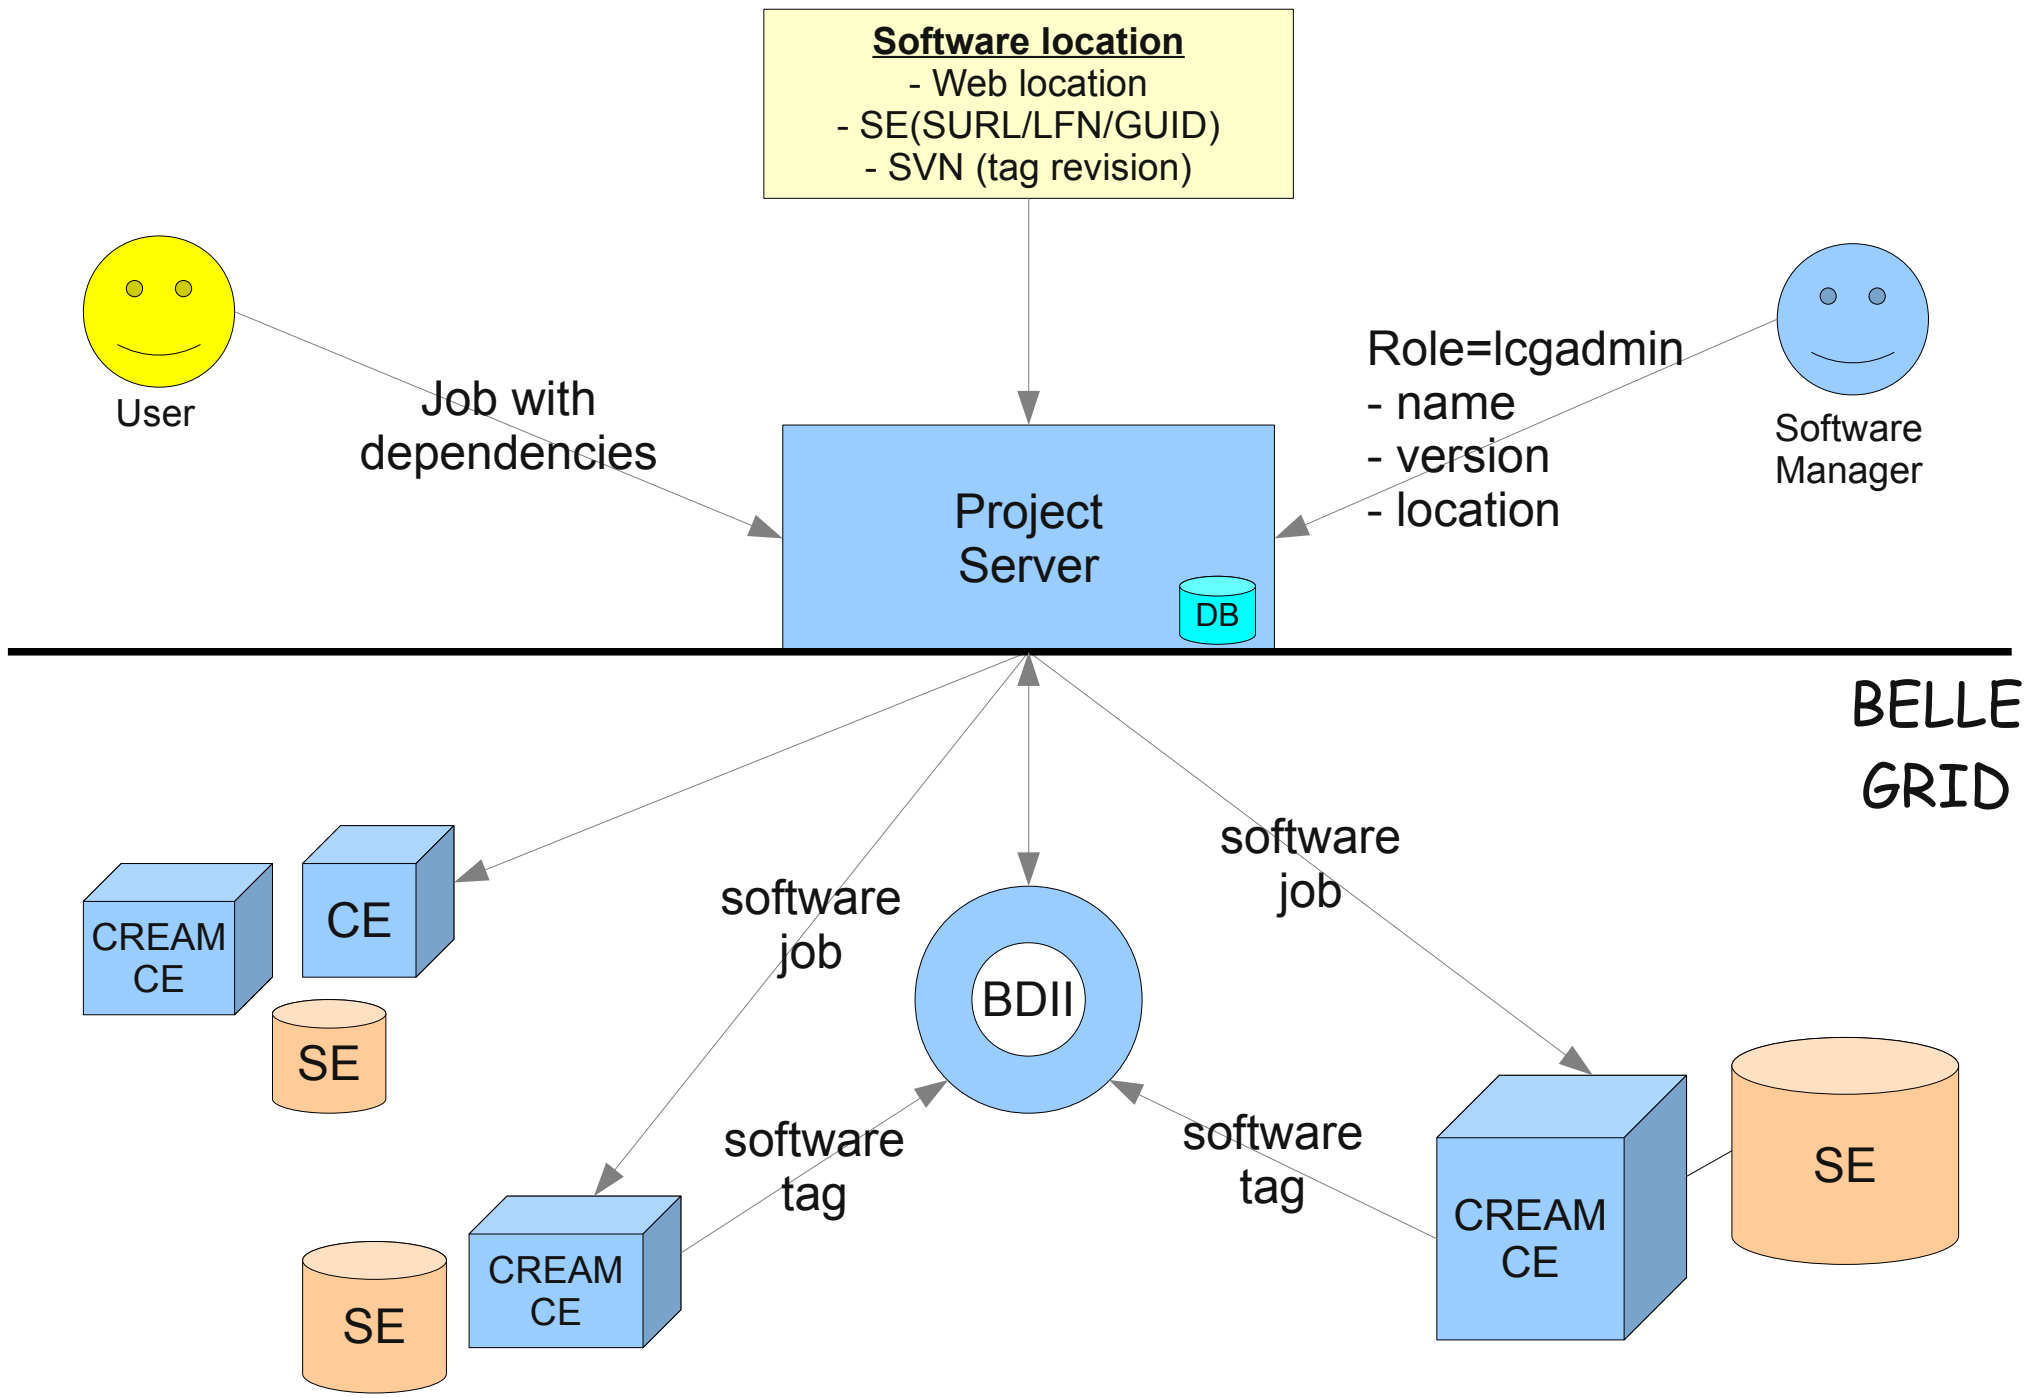 Software location
- Web location
- SE(SURL/LFN/GUID)
- SVN (tag revision)
User
Job with
dependencies
Role=lcgadmin
- name
- version
- location
Software
Manager
Project
Server
DB
BELLE
GRID
CREAM
CE
CE
SE
software
job
software
job
BDII
software
tag
software
tag
SE
CREAM
CE
CREAM
CE
SE